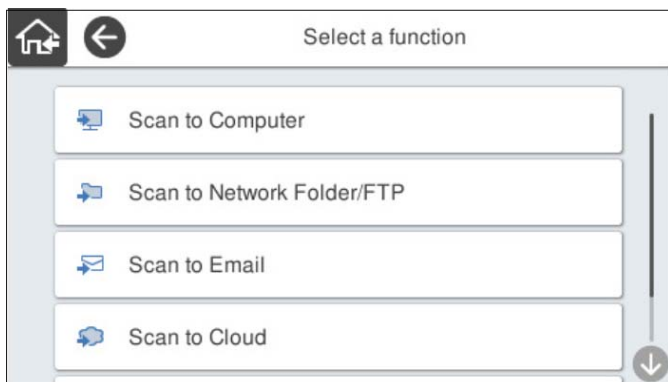 Select a function
Scan to Computer
Scan to Network Folder/FTP
Scan to Email
Scan to Cloud